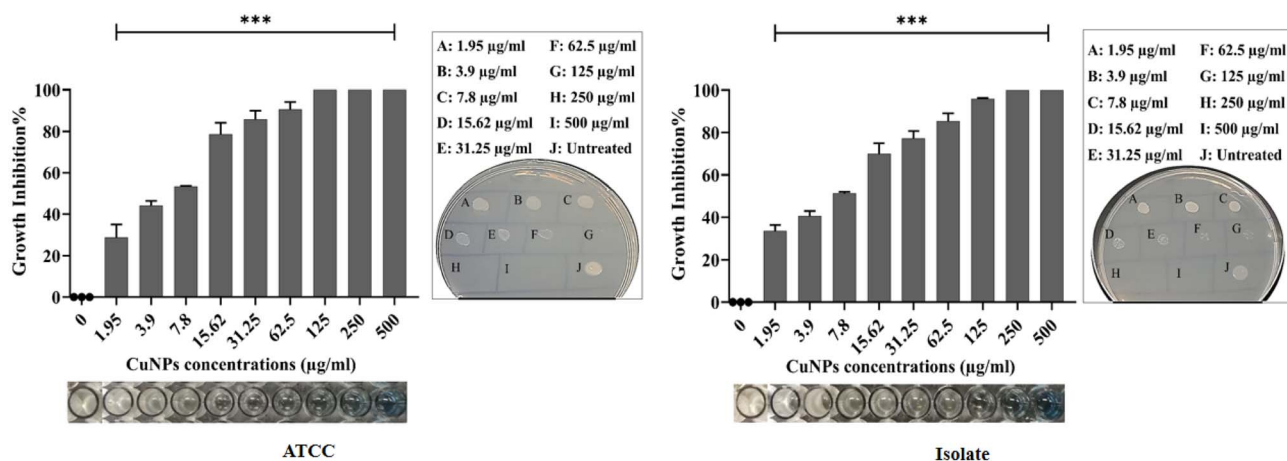 ***
Growth Inhibition%
100
80
60
40
20
0
0 1.95 3.9 7.8 15.62 31.25 62.5 125 250 500
CuNPs concentrations (µg/ml)
A: 1.95 µg/ml F: 62.5 µg/ml
B: 3.9 µg/ml G: 125 µg/ml
C: 7.8 µg/ml H: 250 µg/ml
D: 15.62 µg/ml I: 500 µg/ml
E: 31.25 µg/ml J: Untreated
A B C
D E F G
H I J
ATCC
***
Growth Inhibition%
100
80
60
40
20
0
0 1.95 3.9 7.8 15.62 31.25 62.5 125 250 500
CuNPs concentrations (µg/ml)
A: 1.95 µg/ml F: 62.5 µg/ml
B: 3.9 µg/ml G: 125 µg/ml
C: 7.8 µg/ml H: 250 µg/ml
D: 15.62 µg/ml I: 500 µg/ml
E: 31.25 µg/ml J: Untreated
A B C
D E F G
H I J
Isolate